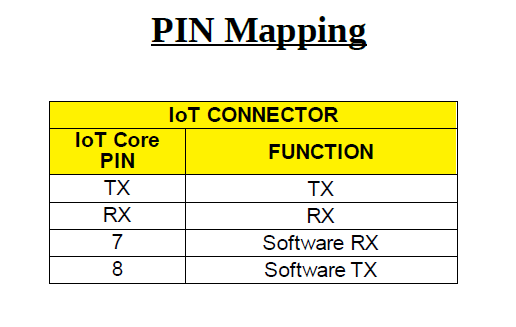 PIN Mapping
IoT CONNECTOR
IoT Core PIN FUNCTION
TX TX
RX RX
7 Software RX
8 Software TX